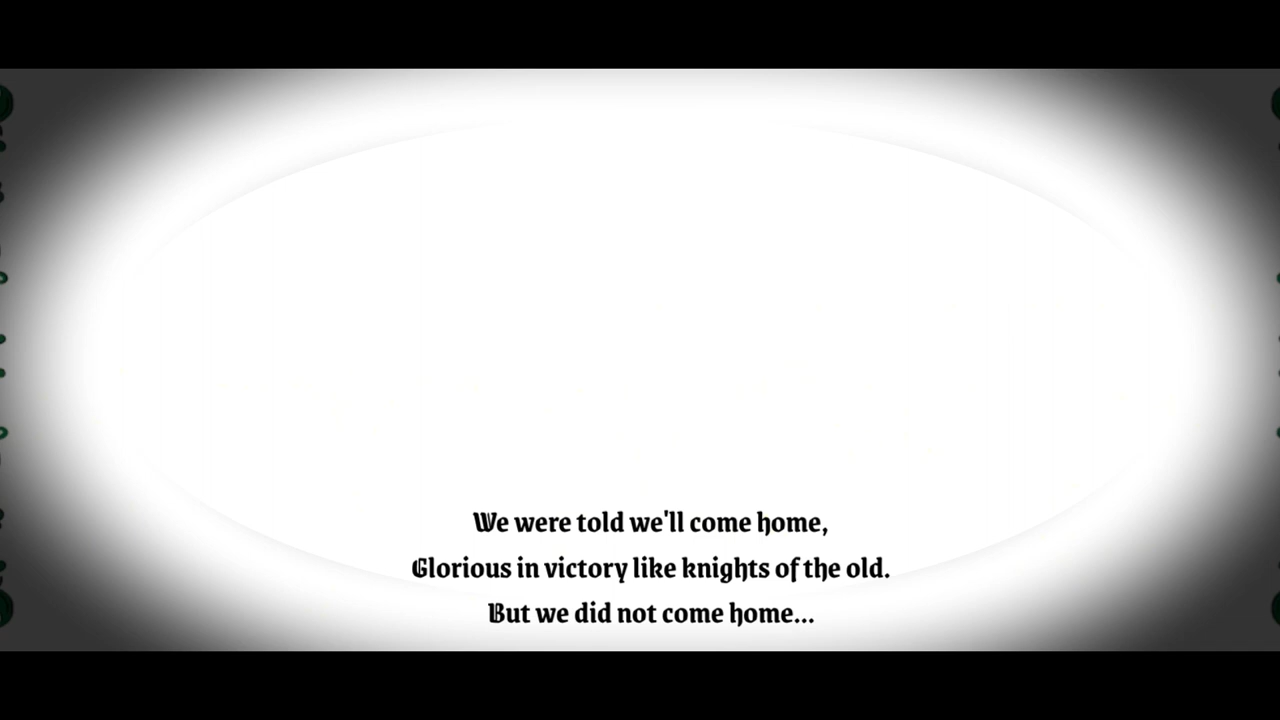 We were told we'll come home,
Glorious in victory like knights of the old.
But we did not come home...